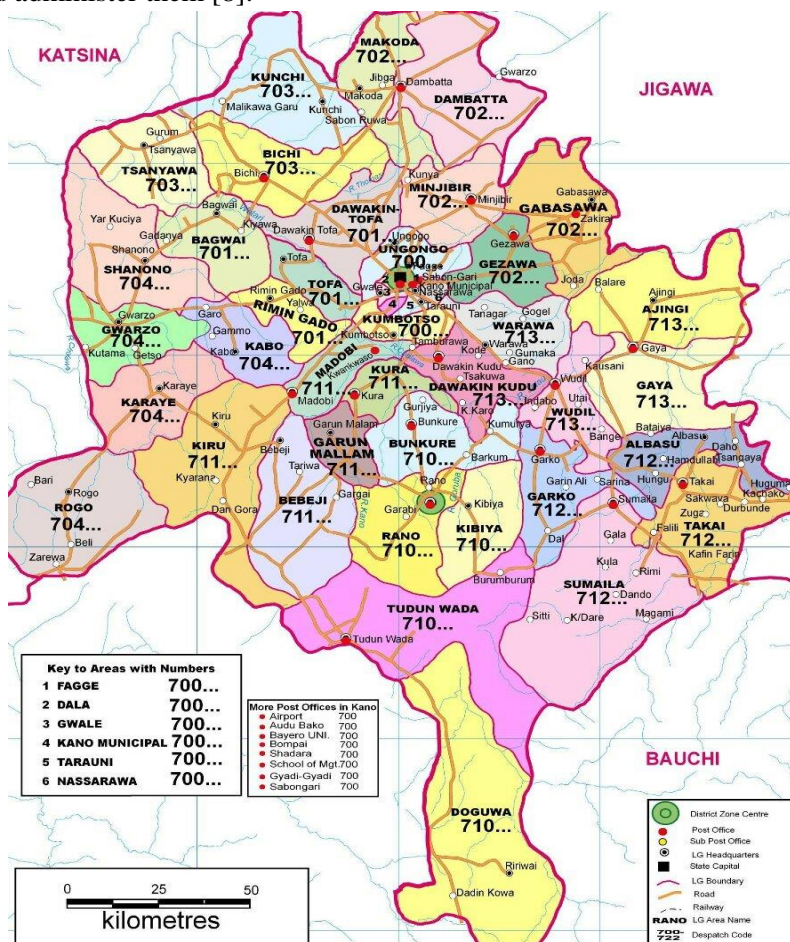 administer them [6].
KATSINA
JIGAWA
BAUCHI
MAKODA
702...
Jibga
Dambatta
Gwarzo
KUNCHI
703...
Makoda
Malikawa Garu
Kunchi
Sabon Ruwa
DAMBATTA
702...
Gurum
Tsanyawa
TSANYAWA
703...
BICHI
703...
Bichi
R.Thomas
Kunya
MINJIBIR
702...
Minjibir
GABASAWA
702...
Gabasawa
Zakirai
Yar Kuciya
Bagwai
Gadanya
Kiyawa
BAGWAI
701...
DAWAKIN-
TOFA
701...
Dawakin Tofa
Ungogo
UNGONGO
700...
Gezawa
GEZAWA
702...
Shanono
SHANONO
704...
Tofa
TOFA
701...
Fagge
Sabon-Gari
Kano Municipal
Gwale
Nassarawa
Tarauni
2
3
4
5
6
Joda
Balare
Ajingi
AJINGI
713...
Rimin Gado
Yalwa
RIMIN GADO
701...
KUMBOTSO
700...
Kumbotso
Tamburawa
Tanagar
Gogel
WARAWA
713...
Warawa
Gumaka
Gano
Kode
Gwarzo
GWARZO
704...
Kutama
Getso
Garo
Gammo
Kabo
KABO
704...
MADOBI
711...
Kwankwaso
Madobi
KURA
711...
Kura
Dawakin Kudu
Tsakuwa
DAWAKIN KUDU
713...
K.Karo
Gaya
Kausani
GAYA
713...
Wudil
Utai
Indabo
WUDIL
713...
Bange
Karaye
KARAYE
704...
Kiru
KIRU
711...
Kyarana
Dan Gora
Garun Malam
GARUN
MALLAM
711...
Gurjiya
Bunkure
BUNKURE
710...
Kumuriya
Barkum
Bebeji
Tariwa
BEBEJI
711...
Gargai
R.Kano
Bataiya
ALBASU
712...
Albasu
Daho
Tsangaya
Hamdullah
Hungu
Garko
Garin Ali
Sarina
GARKO
712...
Dal
Sumaila
Takai
Sakwaya
Zuga
Durbunde
Huguma
Kachako
Falili
TAKAI
712...
Kafin Farin
Bari
Rogo
ROGO
704...
Beli
Zarewa
Rano
Garabi
RANO
710...
Kibiya
KIBIYA
710...
Burumburum
Gala
Kula
Rimi
SUMAILA
712...
Dando
Sitti
K/Dare
Magami
TUDUN WADA
710...
Tudun Wada
DOGUWA
710...
Ririwai
Dadin Kowa
Key to Areas with Numbers
1 FAGGE 700...
2 DALA 700...
3 GWALE 700...
4 KANO MUNICIPAL 700...
5 TARAUNI 700...
6 NASSARAWA 700...
More Post Offices in Kano
Airport 700
Audu Bako 700
Bayero UNI. 700
Bompai 700
Shadara 700
School of Mgt. 700
Gyadi-Gyadi 700
Sabongari 700
District Zone Centre
Post Office
Sub Post Office
LG Headquarters
State Capital
LG Boundary
Road
Railway
RANO LG Area Name
700-
722 Despatch Code
0 25 50
kilometres